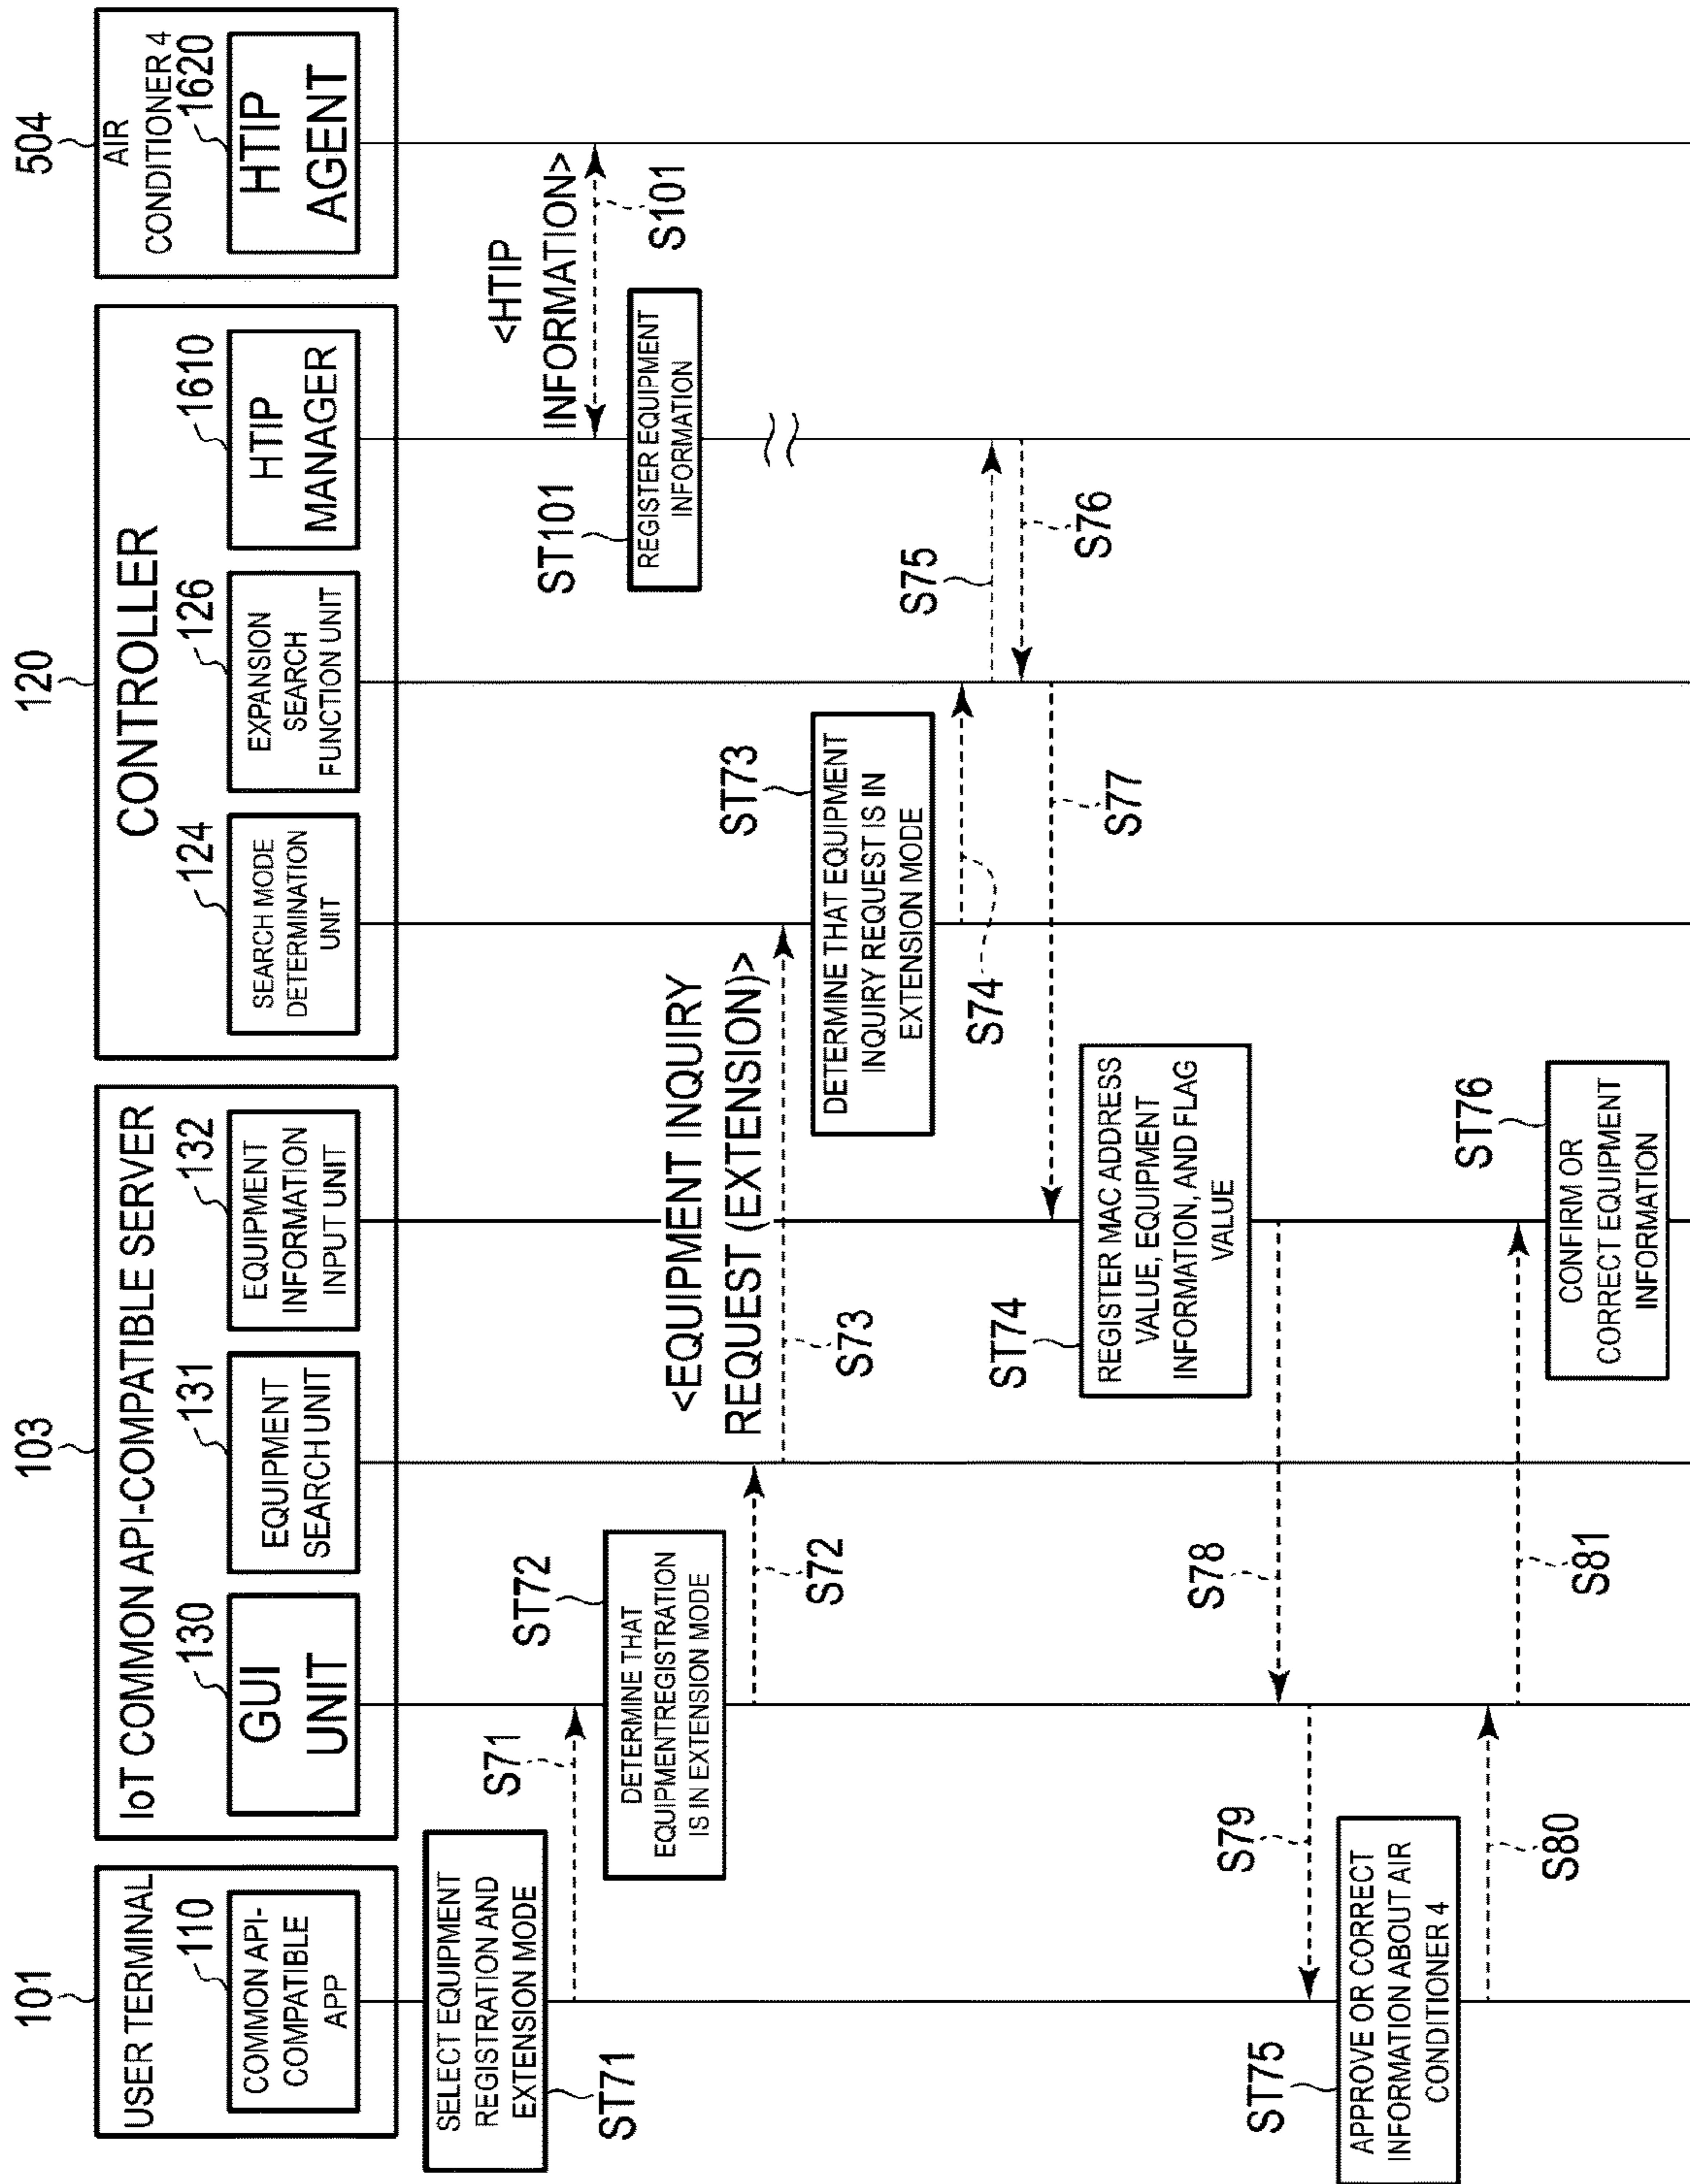 101
USER TERMINAL
110
COMMON API-
COMPATIBLE
APP
103
IoT COMMON API-COMPATIBLE SERVER
130
GUI
UNIT
131
EQUIPMENT
SEARCH UNIT
132
EQUIPMENT
INFORMATION
INPUT UNIT
120
CONTROLLER
124
SEARCH MODE
DETERMINATION
UNIT
126
EXPANSION
SEARCH
FUNCTION UNIT
1610
HTIP
MANAGER
504
AIR
CONDITIONER 4
1620
HTIP
AGENT
<HTIP
INFORMATION>
S101
ST101
REGISTER EQUIPMENT
INFORMATION
SELECT EQUIPMENT
REGISTRATION AND
EXTENSION MODE
ST71
S71
ST72
DETERMINE THAT
EQUIPMENTREGISTRATION
IS IN EXTENSION MODE
S72
<EQUIPMENT INQUIRY
REQUEST (EXTENSION)>
S73
ST73
DETERMINE THAT EQUIPMENT
INQUIRY REQUEST IS IN
EXTENSION MODE
S74
S75
S76
S77
ST74
REGISTER MAC ADDRESS
VALUE, EQUIPMENT
INFORMATION, AND FLAG
VALUE
S78
S79
ST75
APPROVE OR CORRECT
INFORMATION ABOUT AIR
CONDITIONER 4
S80
S81
ST76
CONFIRM OR
CORRECT EQUIPMENT
INFORMATION